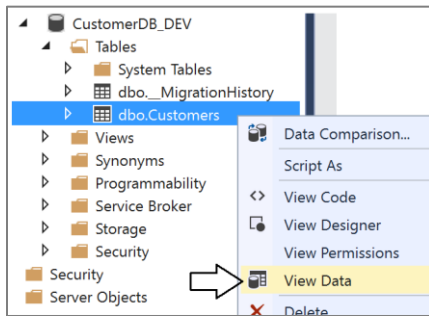 CustomerDB_DEV
Tables
System Tables
dbo.__MigrationHistory
dbo.Customers
Views
Synonyms
Programmability
Service Broker
Storage
Security
Security
Server Objects
Data Comparison...
Script As
View Code
View Designer
View Permissions
View Data
Delete